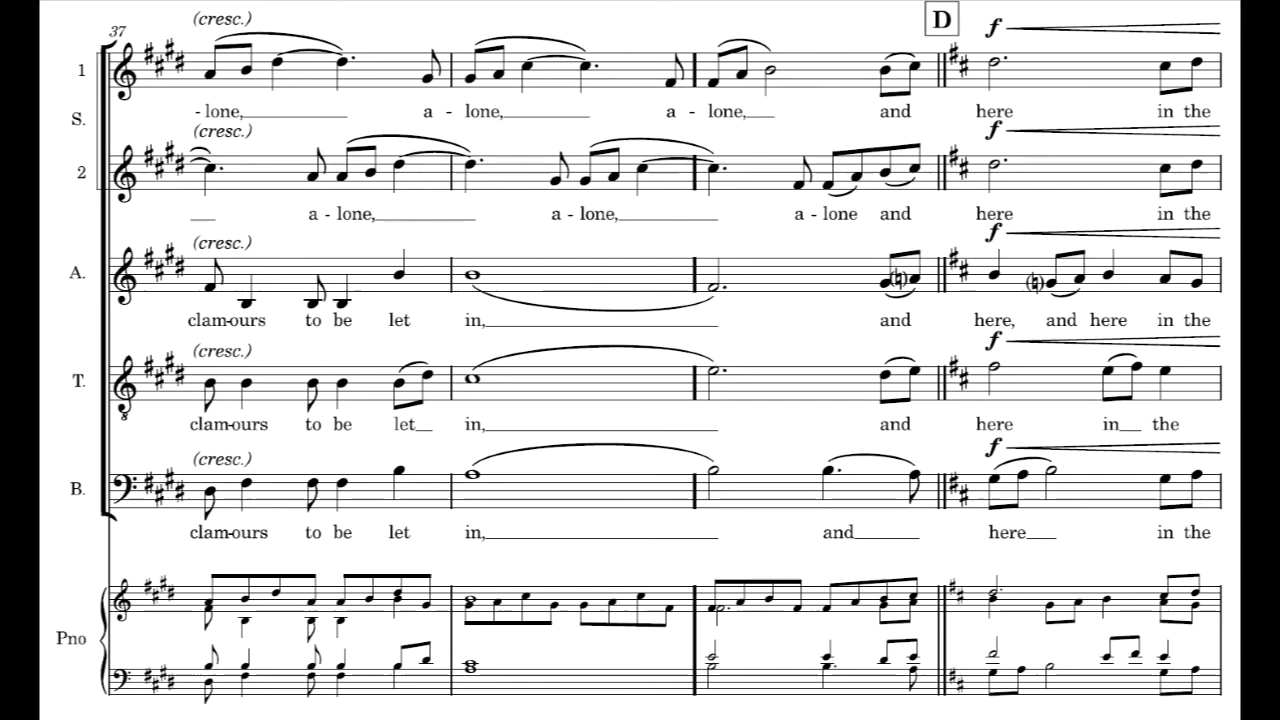 (cresc.) D f
37
1
- lone, a - lone, a - lone, and here in the
S.
(cresc.) f
2
a - lone, a - lone, a - lone and here in the
(cresc.) f
A.
clam-ours to be let in, and here, and here in the
(cresc.) f
T.
clam-ours to be let in, and here in the
(cresc.) f
B.
clam-ours to be let in, and here in the
Pno